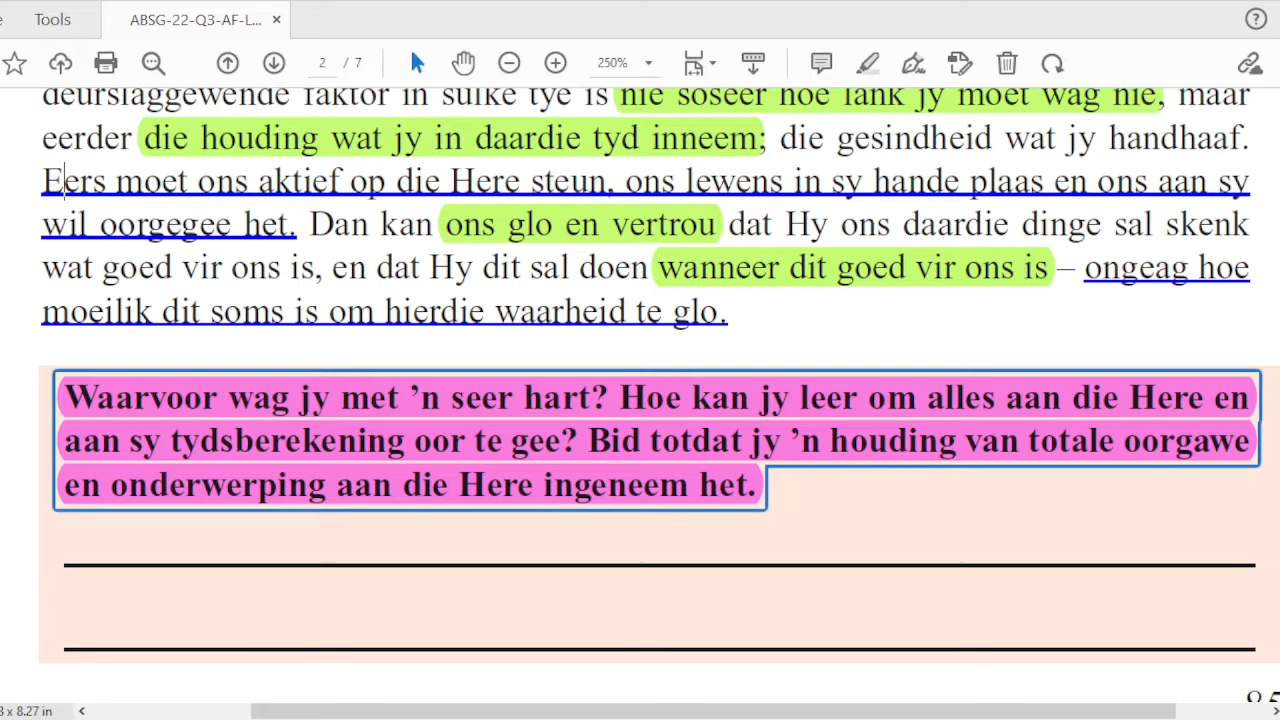 Tools
ABSG-22-Q3-AF-L... ×
2 / 7
250%
deurslaggewende faktor in sulke tye is nie soseer hoe lank jy moet wag nie, maar
eerder die houding wat jy in daardie tyd inneem; die gesindheid wat jy handhaaf.
Eers moet ons aktief op die Here steun, ons lewens in sy hande plaas en ons aan sy
wil oorgegee het. Dan kan ons glo en vertrou dat Hy ons daardie dinge sal skenk
wat goed vir ons is, en dat Hy dit sal doen wanneer dit goed vir ons is – ongeag hoe
moeilik dit soms is om hierdie waarheid te glo.
Waarvoor wag jy met ’n seer hart? Hoe kan jy leer om alles aan die Here en
aan sy tydsberekening oor te gee? Bid totdat jy ’n houding van totale oorgawe
en onderwerping aan die Here ingeneem het.
x 8.27 in